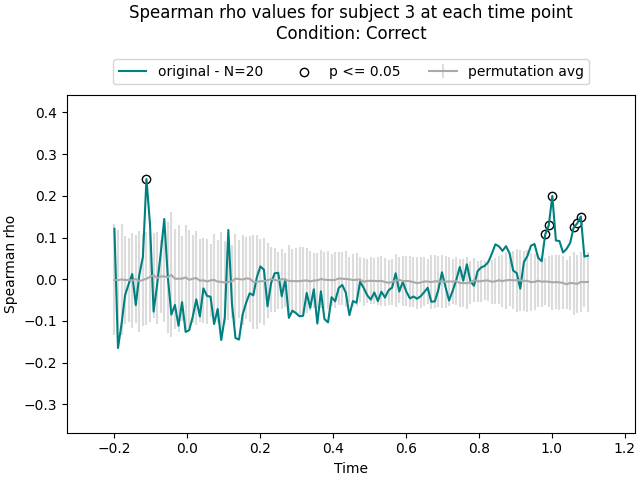 Spearman rho values for subject 3 at each time point
Condition: Correct
original - N=20 p <= 0.05 permutation avg
0.4
0.3
0.2
0.1
0.0
−0.1
−0.2
−0.3
Spearman rho
−0.2 0.0 0.2 0.4 0.6 0.8 1.0 1.2
Time